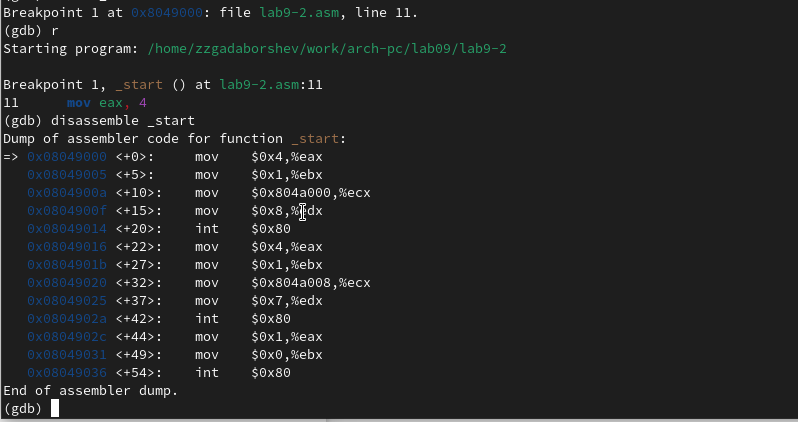 Breakpoint 1 at 0x8049000: file lab9-2.asm, line 11.
(gdb) r
Starting program: /home/zzgadaborshev/work/arch-pc/lab09/lab9-2
Breakpoint 1, _start () at lab9-2.asm:11
11 mov eax, 4
(gdb) disassemble _start
Dump of assembler code for function _start:
=> 0x08049000 <+0>: mov $0x4,%eax
0x08049005 <+5>: mov $0x1,%ebx
0x0804900a <+10>: mov $0x804a000,%ecx
0x0804900f <+15>: mov $0x8,%edx
0x08049014 <+20>: int $0x80
0x08049016 <+22>: mov $0x4,%eax
0x0804901b <+27>: mov $0x1,%ebx
0x08049020 <+32>: mov $0x804a008,%ecx
0x08049025 <+37>: mov $0x7,%edx
0x0804902a <+42>: int $0x80
0x0804902c <+44>: mov $0x1,%eax
0x08049031 <+49>: mov $0x0,%ebx
0x08049036 <+54>: int $0x80
End of assembler dump.
(gdb)